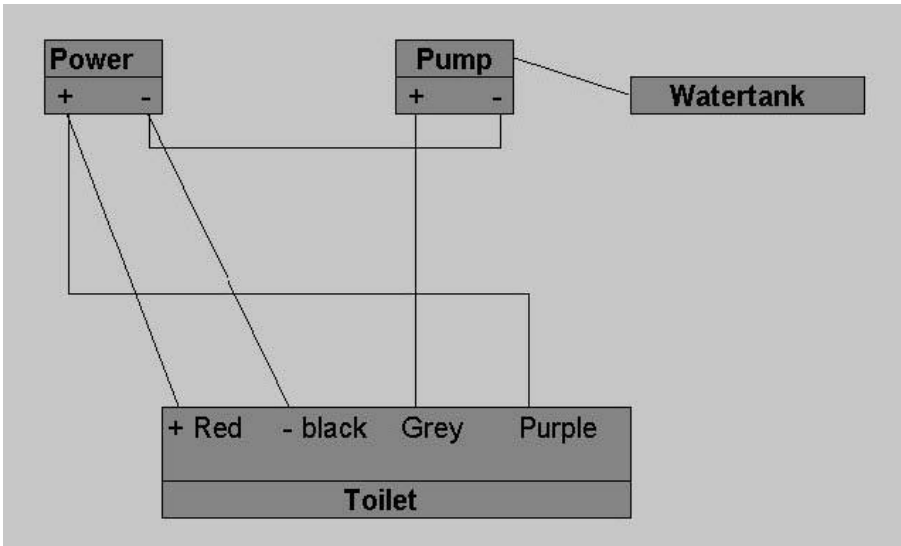 Power
+ -
Pump
+ -
Watertank
+ Red - black Grey Purple
Toilet